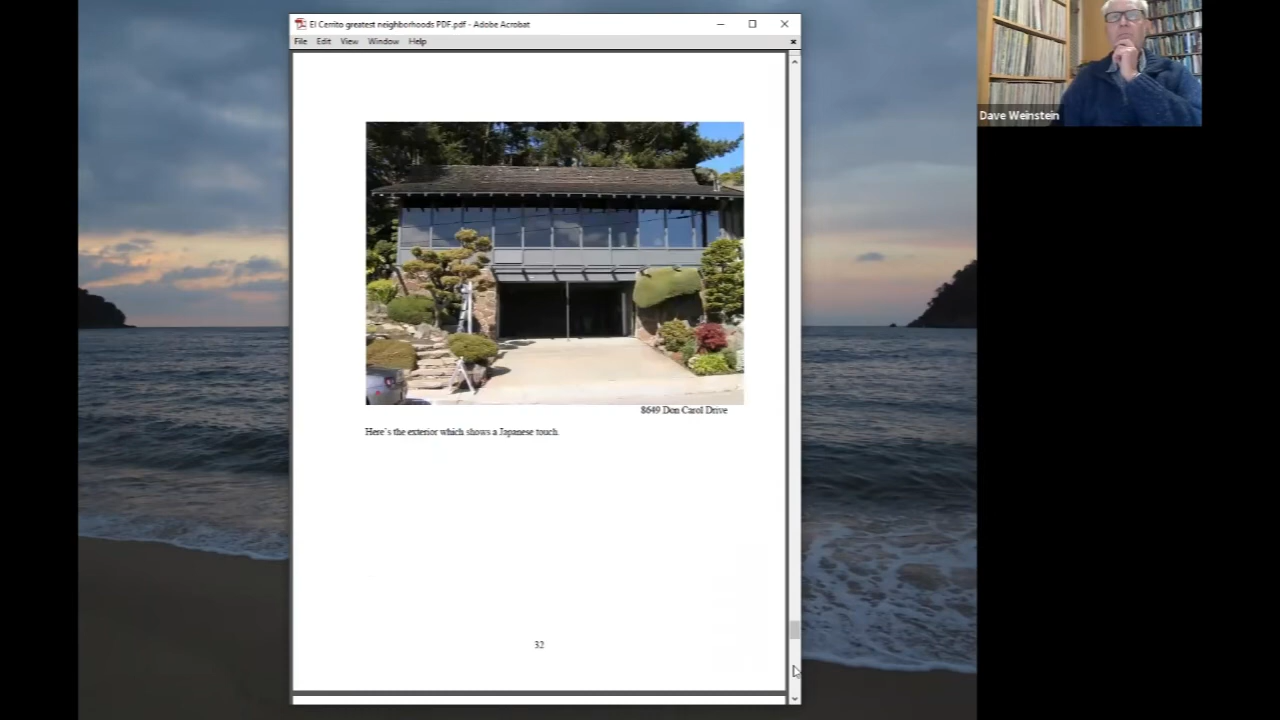 El Cerrito greatest neighborhoods PDF.pdf - Adobe Acrobat
File Edit View Window Help
Dave Weinstein
8649 Don Carol Drive
Here's the exterior which shows a Japanese touch.
32